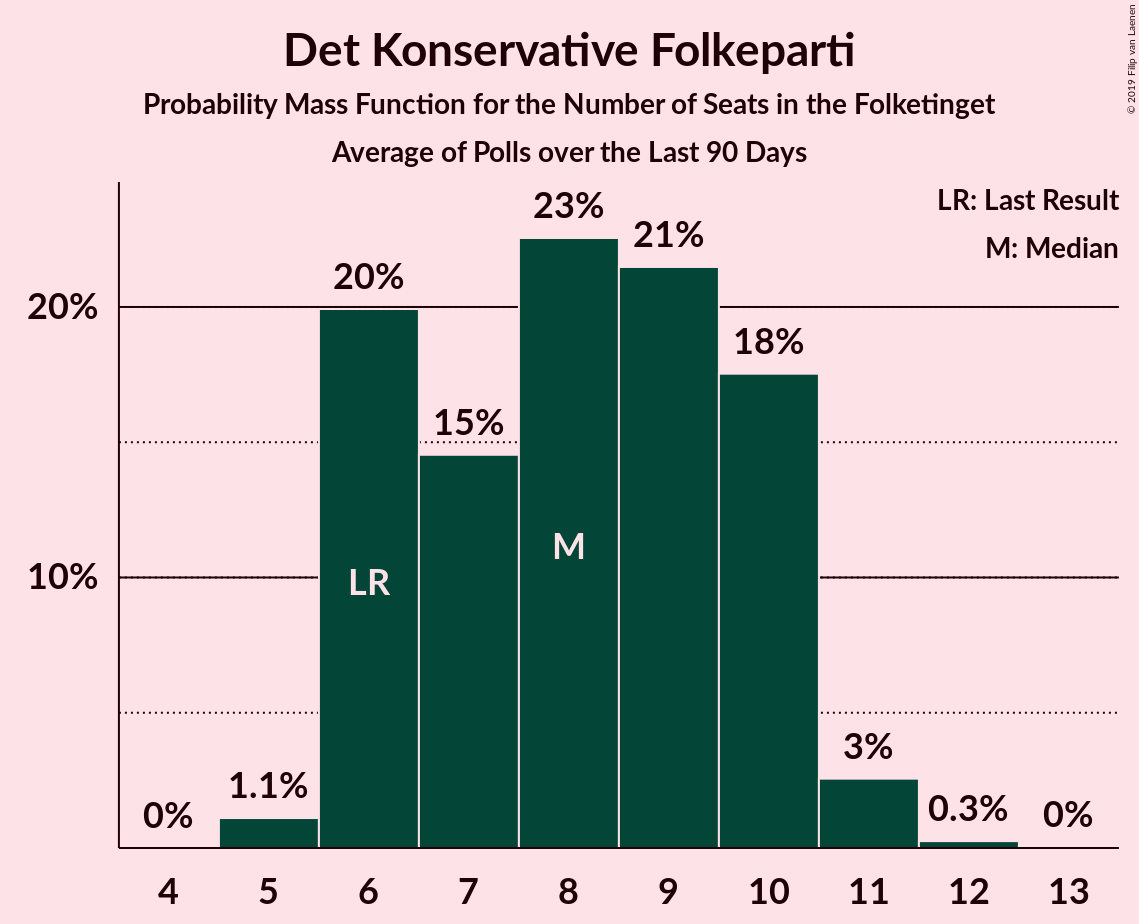 Det Konservative Folkeparti
Probability Mass Function for the Number of Seats in the Folketinget
Average of Polls over the Last 90 Days
© 2019 Filip van Laenen
LR: Last Result
M: Median
23%
21%
20%
20%
18%
15%
M
10%
LR
3%
1.1%
0.3%
0%
0%
4 5 6 7 8 9 10 11 12 13